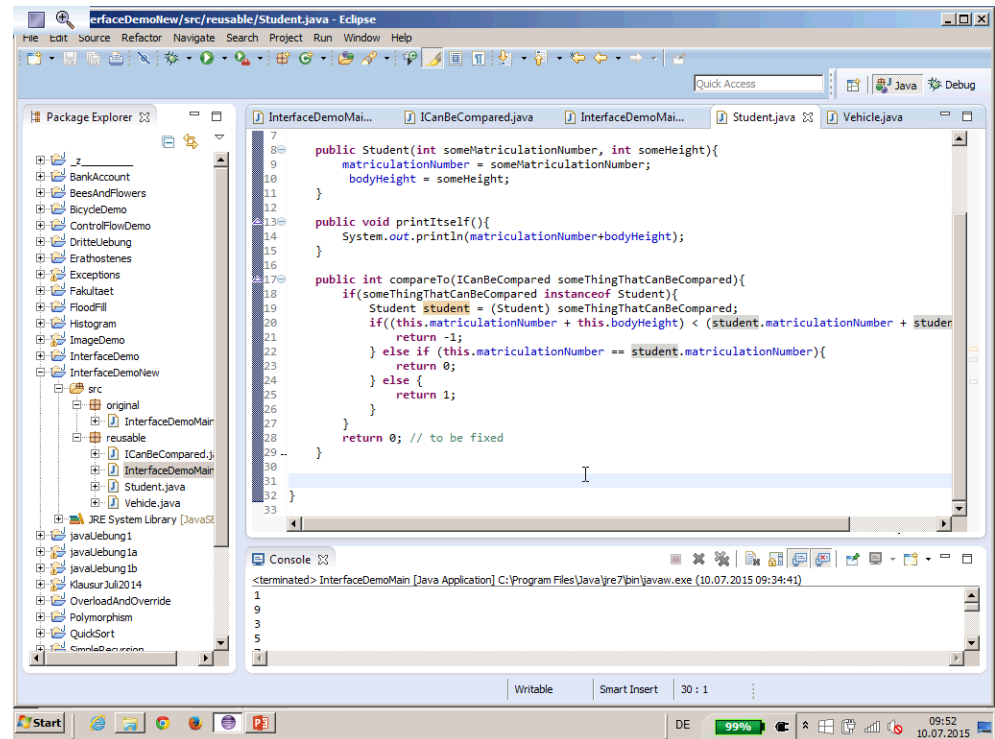 erfaceDemoNew/src/reusable/Student.java - Eclipse
File Edit Source Refactor Navigate Search Project Run Window Help
Quick Access
Java
Debug
Package Explorer
_z_________
BankAccount
BeesAndFlowers
BicycleDemo
ControlFlowDemo
DritteUebung
Erathostenes
Exceptions
Fakultaet
FloodFill
Histogram
ImageDemo
InterfaceDemo
InterfaceDemoNew
src
original
InterfaceDemoMain
reusable
ICanBeCompared.ja
InterfaceDemoMain
Student.java
Vehicle.java
JRE System Library [JavaSE
javaUebung1
javaUebung1a
javaUebung1b
KlausurJuli2014
OverloadAndOverride
Polymorphism
QuickSort
SimpleRecursion
InterfaceDemoMai... ICanBeCompared.java InterfaceDemoMai... Student.java Vehicle.java
7
8 public Student(int someMatriculationNumber, int someHeight){
9 matriculationNumber = someMatriculationNumber;
10 bodyHeight = someHeight;
11 }
12
13 public void printItself(){
14 System.out.println(matriculationNumber+bodyHeight);
15 }
16
17 public int compareTo(ICanBeCompared someThingThatCanBeCompared){
18 if(someThingThatCanBeCompared instanceof Student){
19 Student student = (Student) someThingThatCanBeCompared;
20 if((this.matriculationNumber + this.bodyHeight) < (student.matriculationNumber + studen
21 return -1;
22 } else if (this.matriculationNumber == student.matriculationNumber){
23 return 0;
24 } else {
25 return 1;
26 }
27 }
28 return 0; // to be fixed
29 }
30
31
32 }
33
Console
<terminated> InterfaceDemoMain [Java Application] C:\Program Files\Java\jre7\bin\javaw.exe (10.07.2015 09:34:41)
1
9
3
5
Writable Smart Insert 30 : 1
Start
DE
99%
09:52
10.07.2015